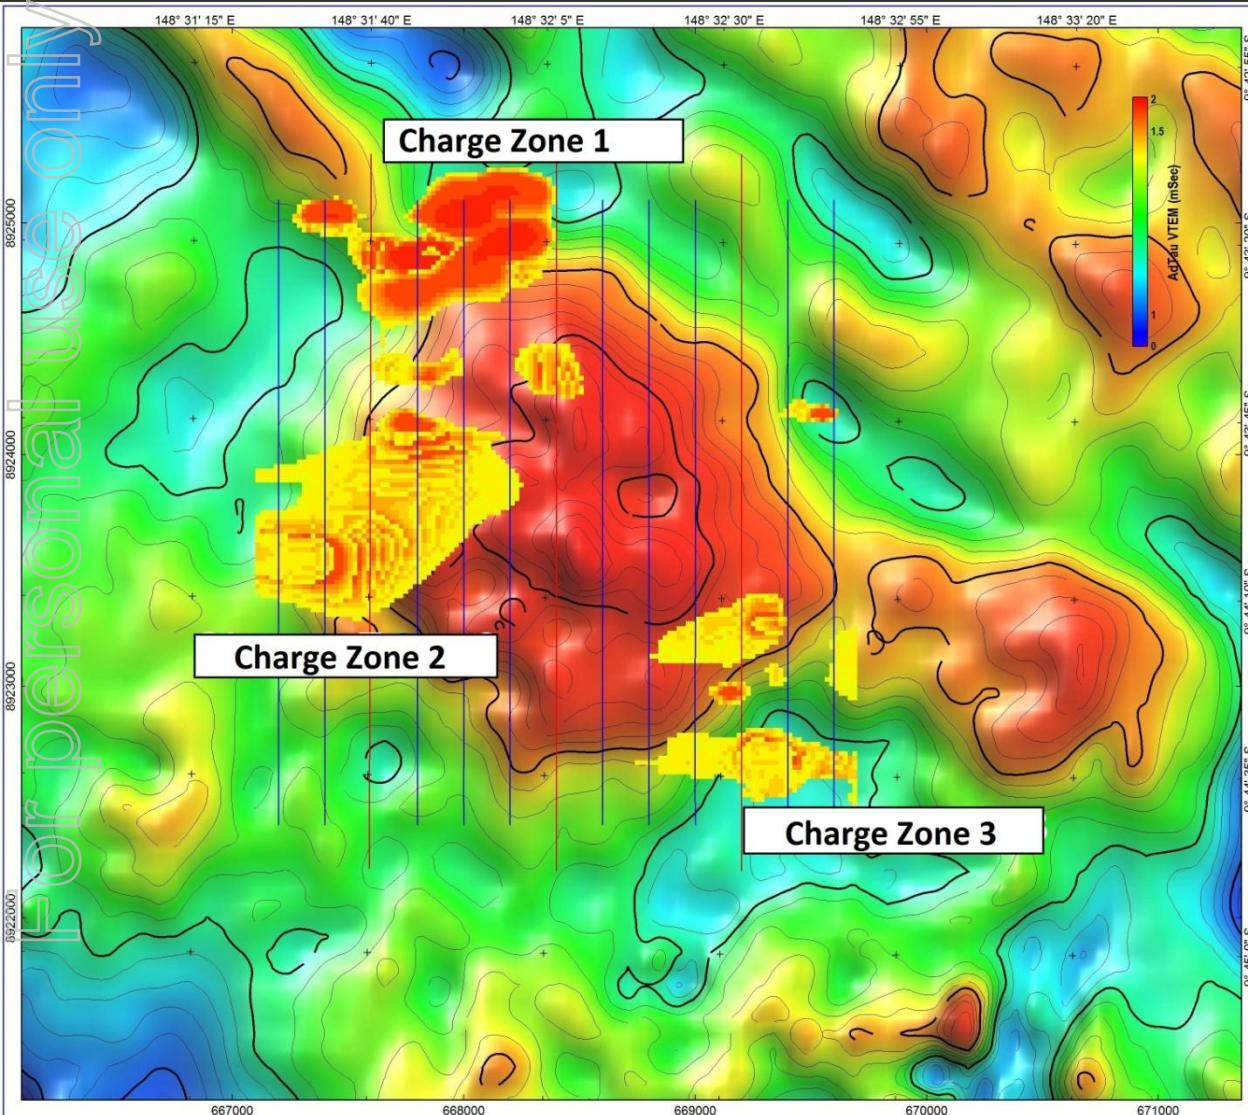 148° 31' 15" E
148° 31' 40" E
148° 32' 5" E
148° 32' 30" E
148° 32' 55" E
148° 33' 20" E
For personal use only
Charge Zone 1
2
1.5
1
0
AdTau VTEM (mSec)
8925000
8924000
Charge Zone 2
8923000
Charge Zone 3
8922000
667000
668000
669000
670000
671000